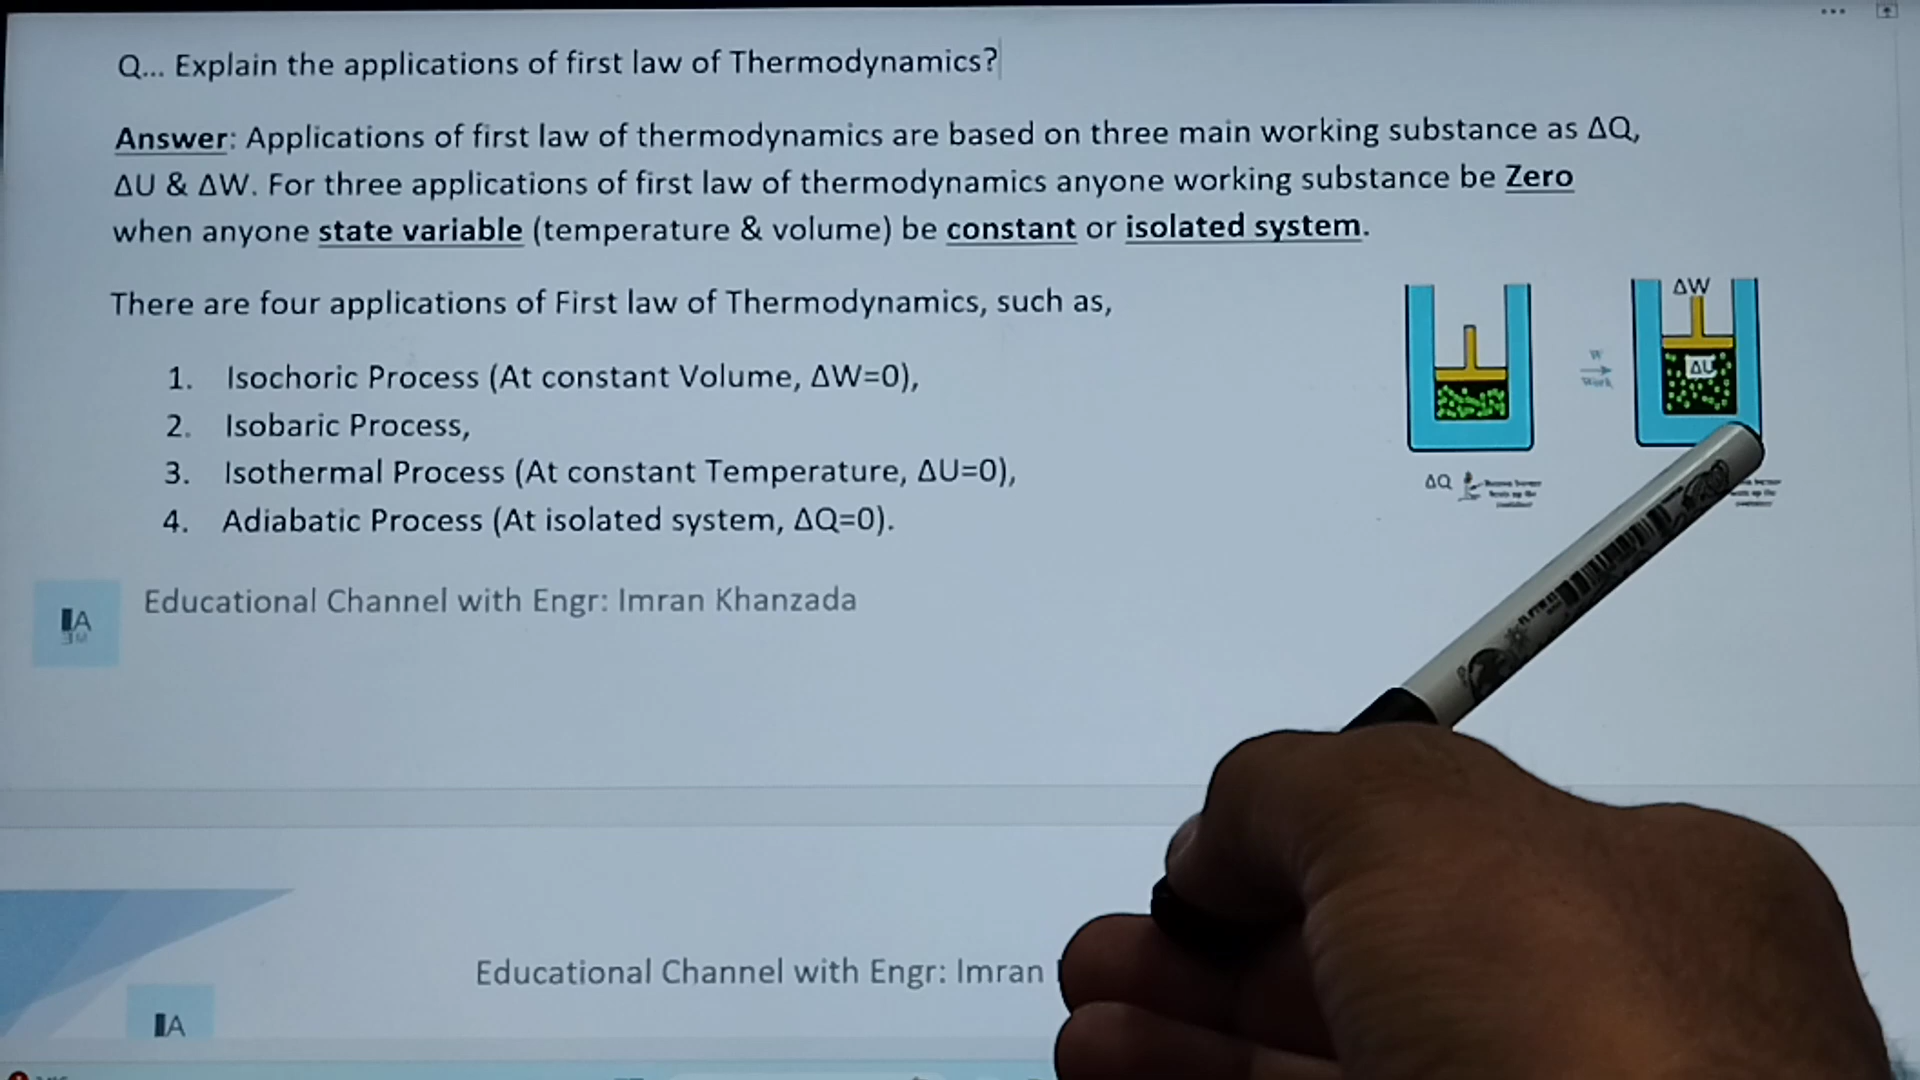 Q... Explain the applications of first law of Thermodynamics?
Answer: Applications of first law of thermodynamics are based on three main working substance as ΔQ,
ΔU & ΔW. For three applications of first law of thermodynamics anyone working substance be Zero
when anyone state variable (temperature & volume) be constant or isolated system.
There are four applications of First law of Thermodynamics, such as,
1. Isochoric Process (At constant Volume, ΔW=0),
2. Isobaric Process,
3. Isothermal Process (At constant Temperature, ΔU=0),
4. Adiabatic Process (At isolated system, ΔQ=0).
ΔW
ΔU
W
Work
ΔQ
Educational Channel with Engr: Imran Khanzada
IA
Educational Channel with Engr: Imran
IA